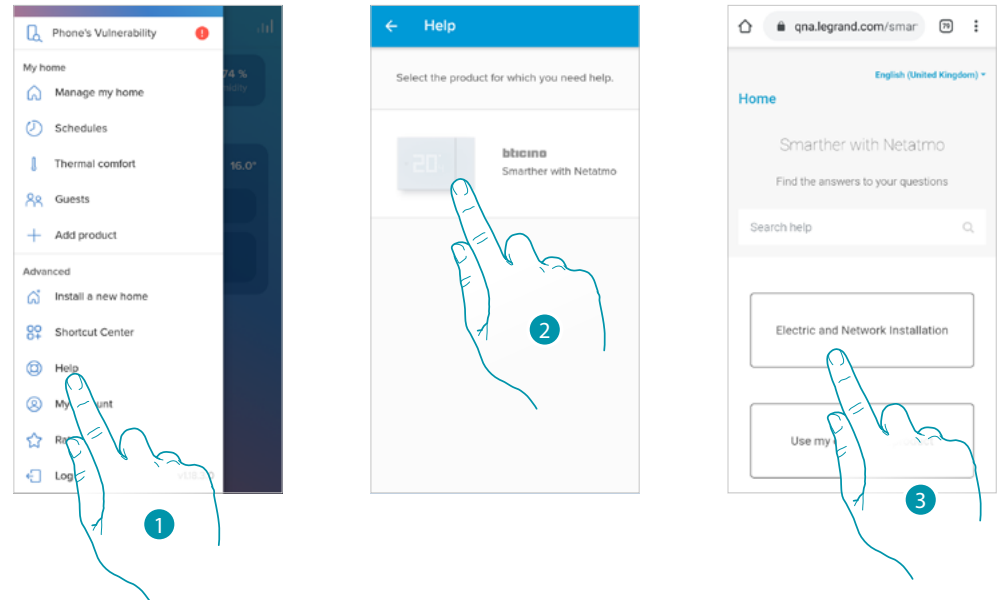 Phone's Vulnerability
!
My home
Manage my home
Schedules
Thermal comfort
Guests
Add product
Advanced
Install a new home
Shortcut Center
Help
My
unt
Log
74 %
16.0°
1
Help
Select the product for which you need help.
20°
bticino
Smarther with Netatmo
2
qna.legrand.com/smar
79
English (United Kingdom)
Home
Smarther with Netatmo
Find the answers to your questions
Search help
Electric and Network Installation
Use my
3